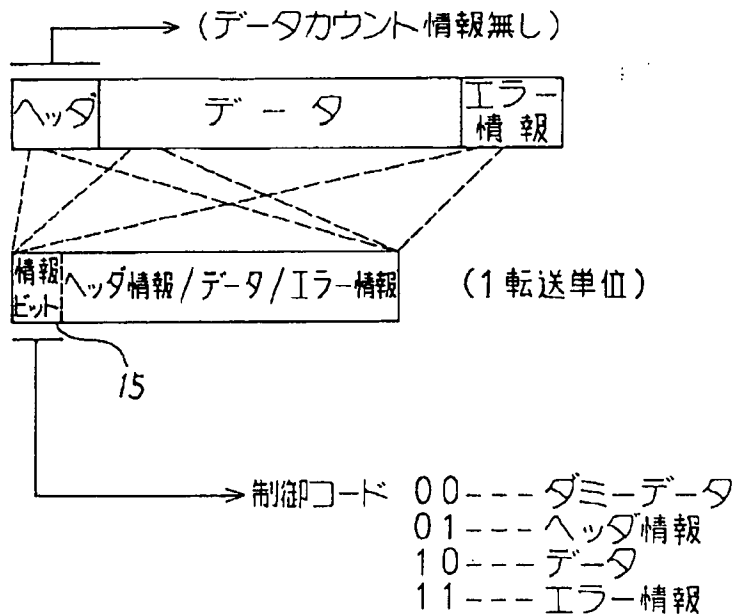 (データカウント情報無し)
ヘッダ データ エラー情報
情報ビット ヘッダ情報/データ/エラー情報 (1転送単位)
15
制御コード 00---ダミーデータ
01---ヘッダ情報
10---データ
11---エラー情報